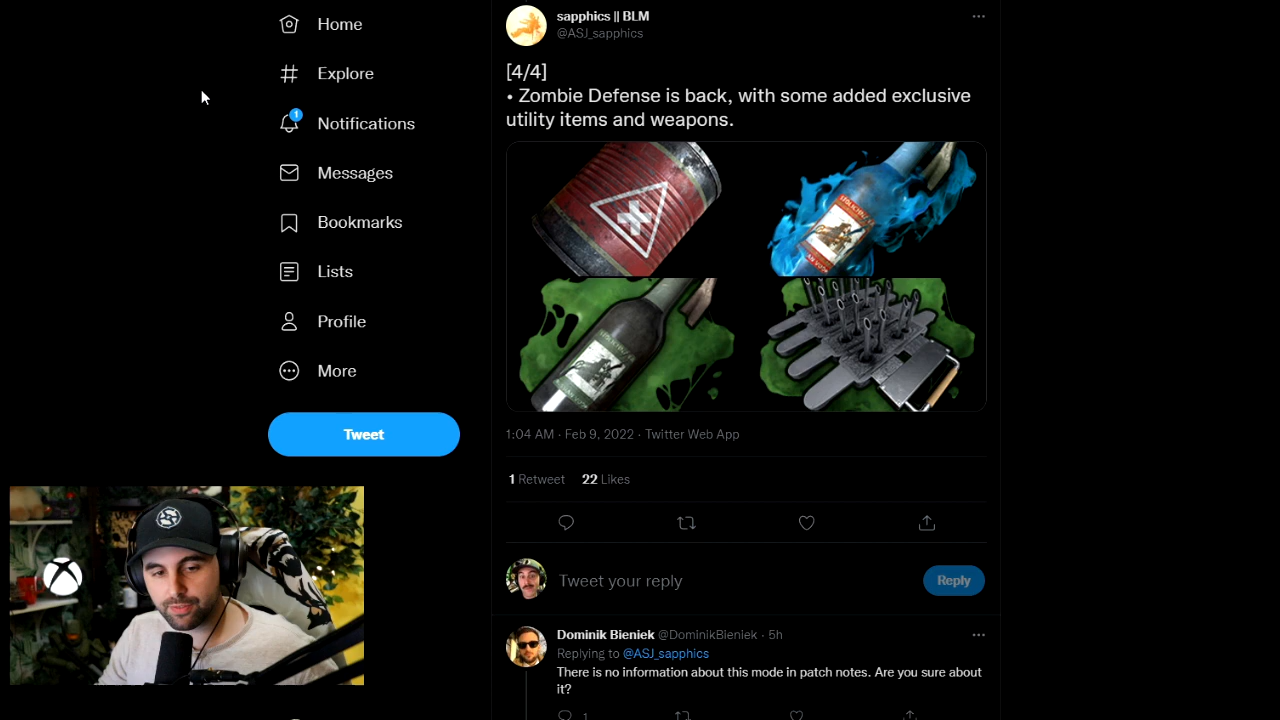 Home
Explore
1
Notifications
Messages
Bookmarks
Lists
Profile
More
Tweet
sapphics || BLM
@ASJ_sapphics
[4/4]
• Zombie Defense is back, with some added exclusive
utility items and weapons.
1:04 AM · Feb 9, 2022 · Twitter Web App
1 Retweet 22 Likes
Tweet your reply
Reply
Dominik Bieniek @DominikBieniek · 5h
Replying to @ASJ_sapphics
There is no information about this mode in patch notes. Are you sure about
it?
1